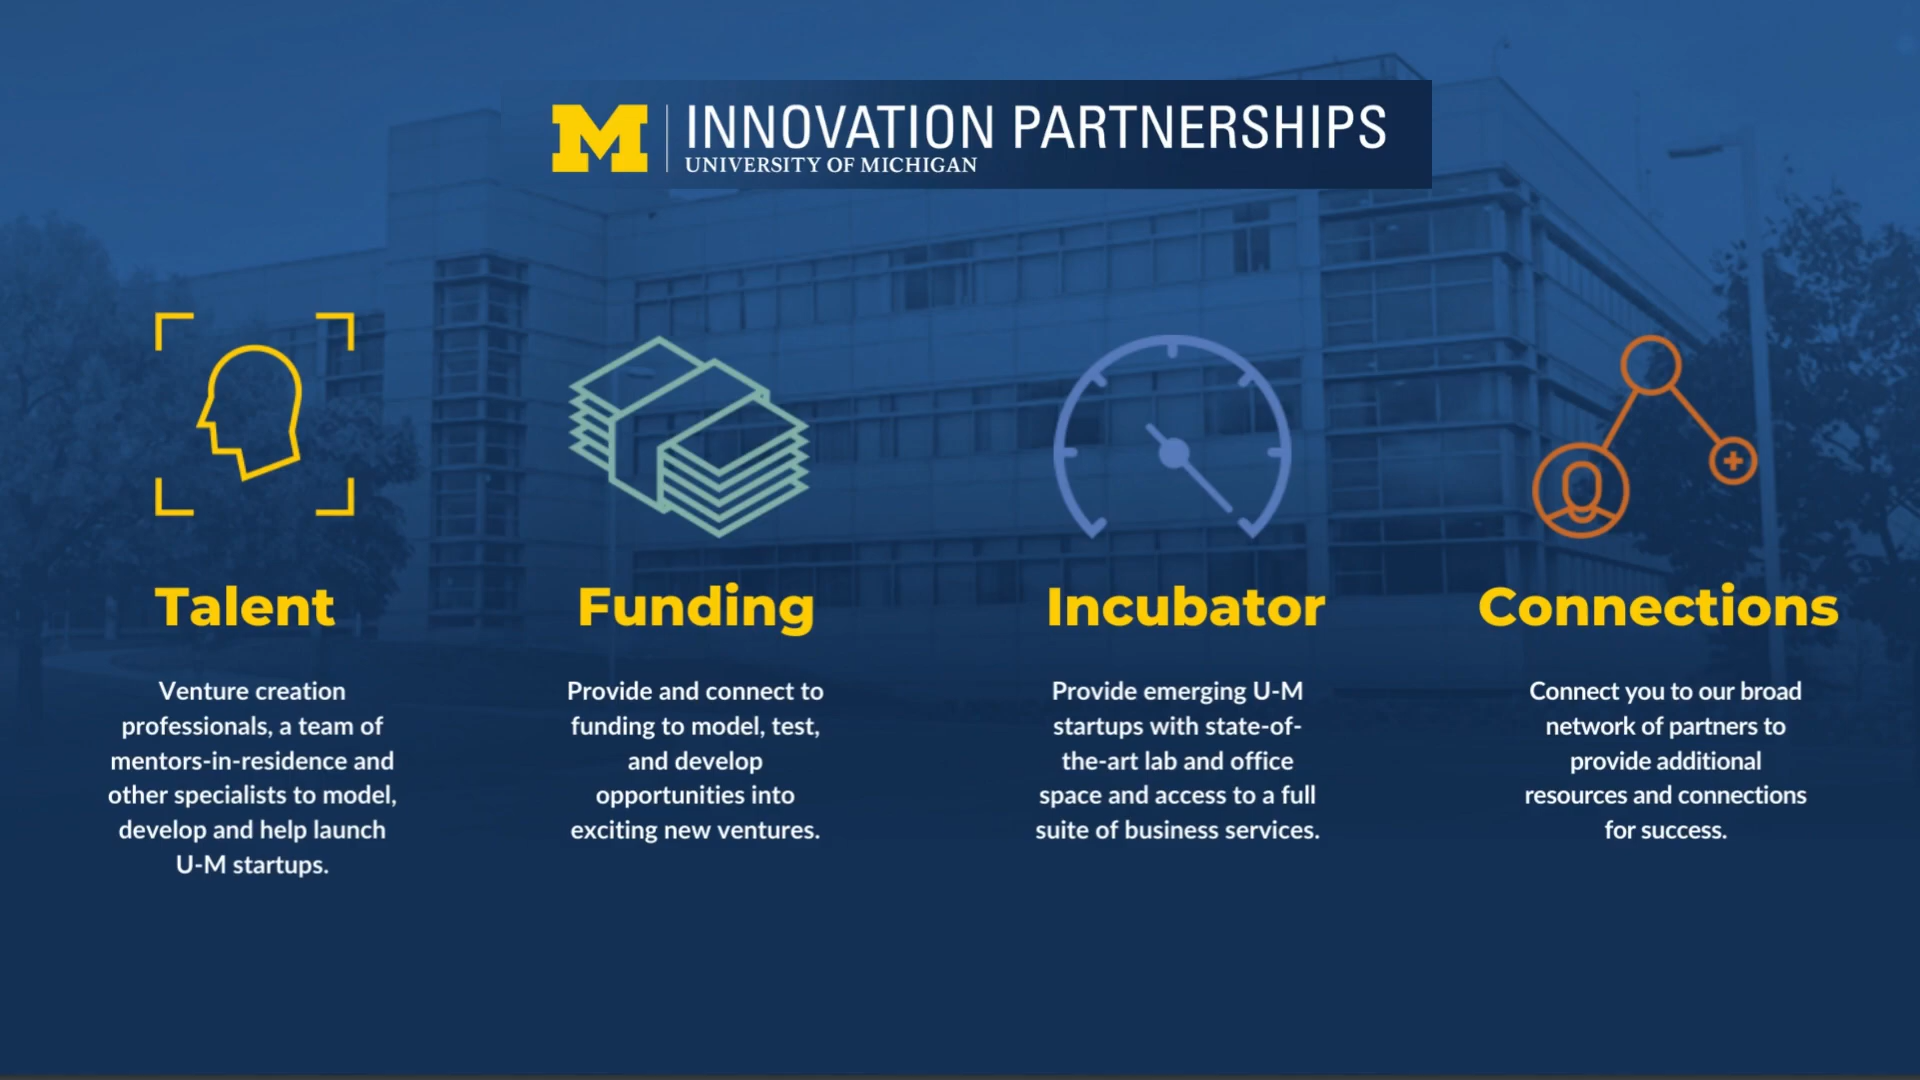 M
INNOVATION PARTNERSHIPS
UNIVERSITY OF MICHIGAN
Talent
Venture creation
professionals, a team of
mentors-in-residence and
other specialists to model,
develop and help launch
U-M startups.
Funding
Provide and connect to
funding to model, test,
and develop
opportunities into
exciting new ventures.
Incubator
Provide emerging U-M
startups with state-of-
the-art lab and office
space and access to a full
suite of business services.
Connections
Connect you to our broad
network of partners to
provide additional
resources and connections
for success.